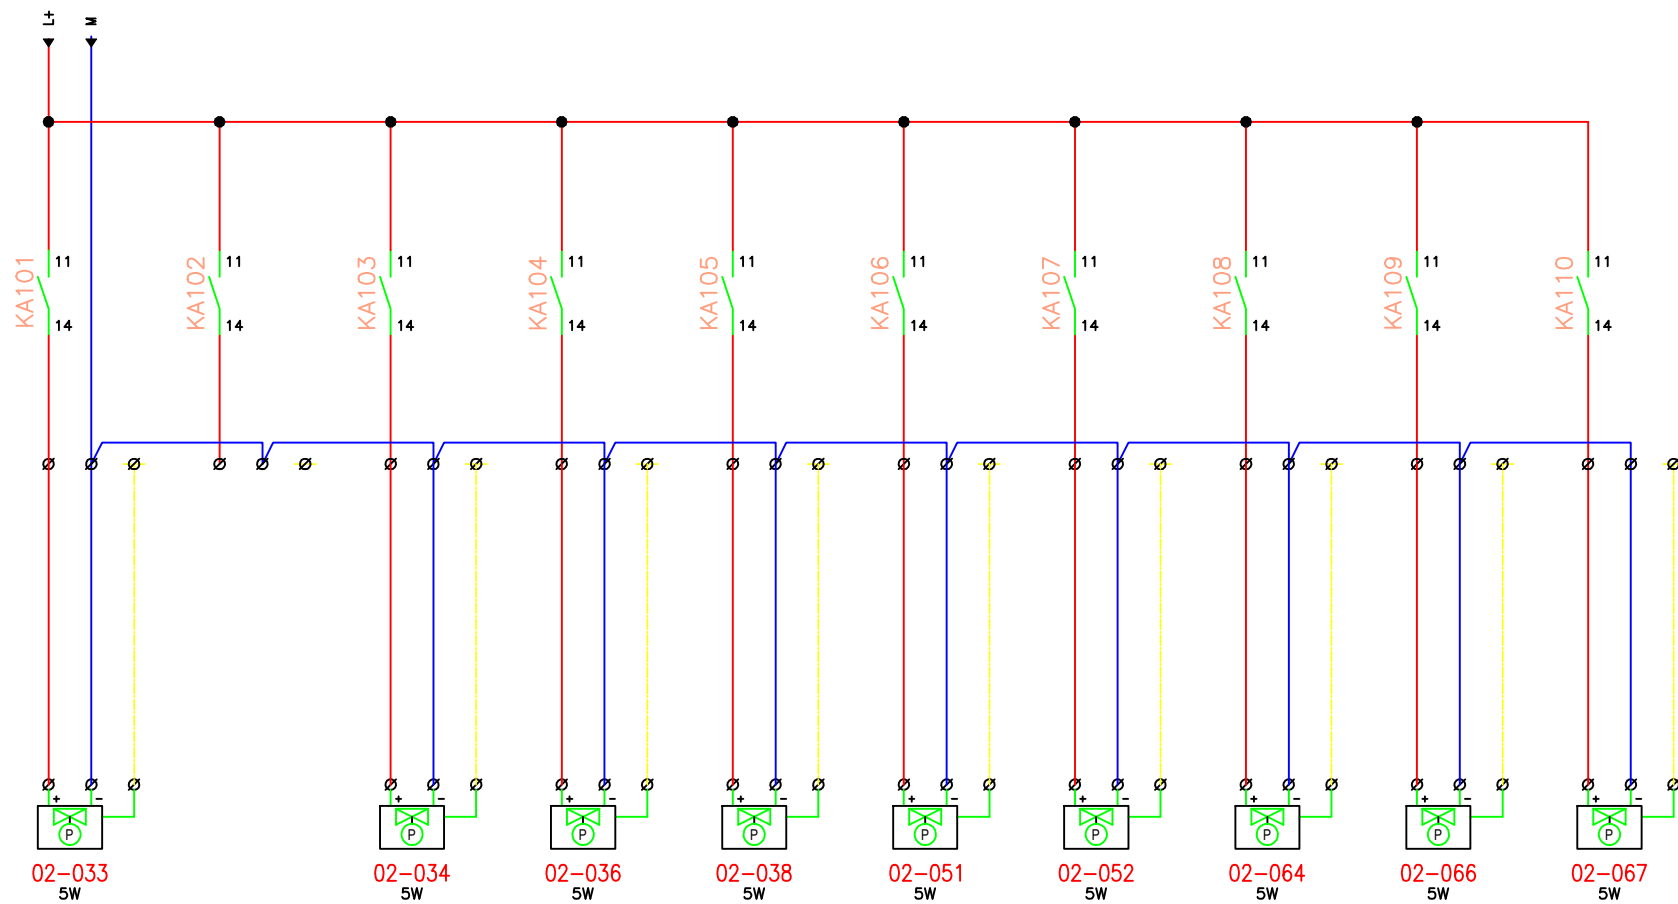 L+ M
KA101 KA102 KA103 KA104 KA105 KA106 KA107 KA108 KA109 KA110
11 11 11 11 11 11 11 11 11 11
14 14 14 14 14 14 14 14 14 14
+ - + - + - + - + - + - + - + - + -
P P P P P P P P P
02-033 02-034 02-036 02-038 02-051 02-052 02-064 02-066 02-067
5W 5W 5W 5W 5W 5W 5W 5W 5W